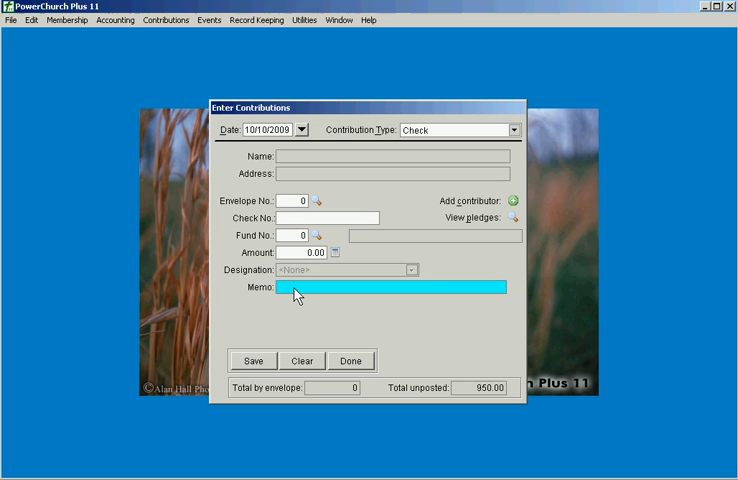 PowerChurch Plus 11
File Edit Membership Accounting Contributions Events Record Keeping Utilities Window Help
Enter Contributions
Date: 10/10/2009 Contribution Type: Check
Name:
Address:
Envelope No.: 0 Add contributor:
Check No.: View pledges:
Fund No.: 0
Amount: 0.00
Designation: <None>
Memo:
Save Clear Done
©Alan Hall Pho n Plus 11
Total by envelope: 0 Total unposted: 950.00